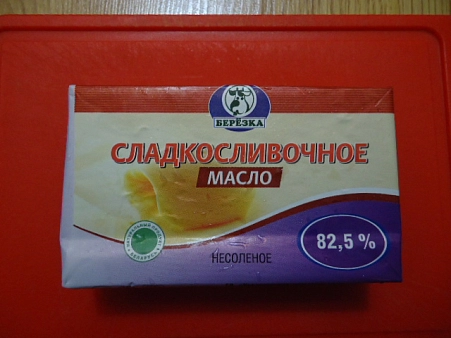 БЕРЁЗКА
СЛАДКОСЛИВОЧНОЕ
МАСЛО
82,5 %
НЕСОЛЕНОЕ